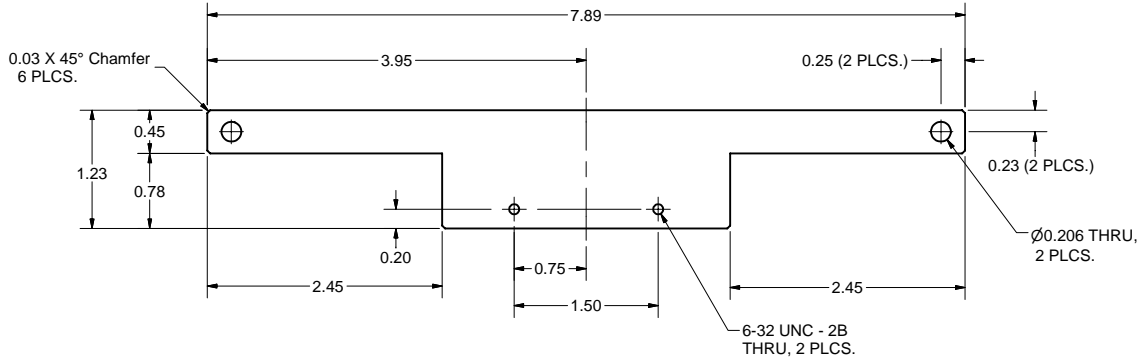 7.89
0.03 X 45° Chamfer
6 PLCS.
3.95
0.25 (2 PLCS.)
0.45
1.23
0.78
0.23 (2 PLCS.)
0.20
Ø0.206 THRU,
2 PLCS.
0.75
2.45
2.45
1.50
6-32 UNC - 2B
THRU, 2 PLCS.